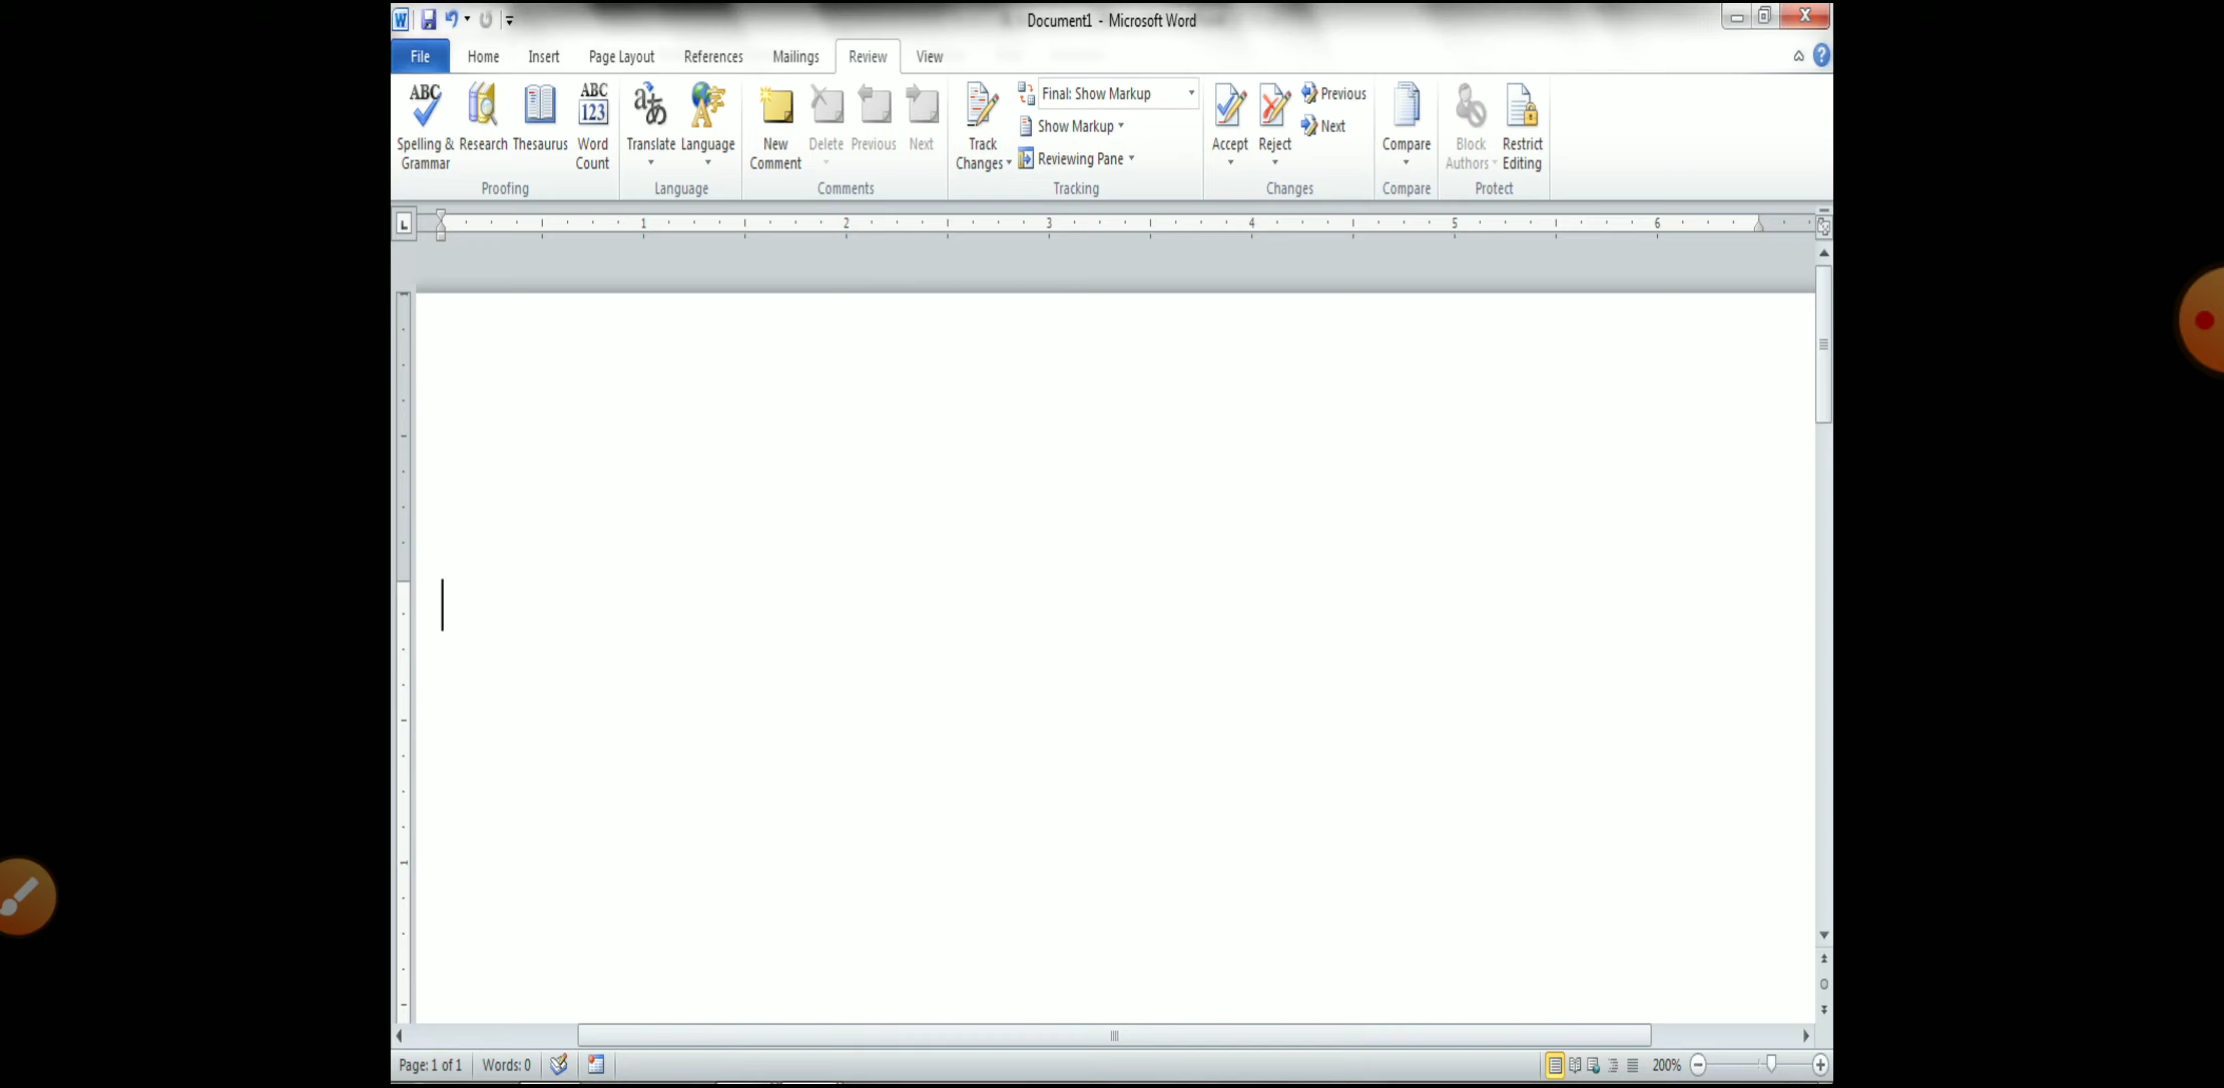 Document1 - Microsoft Word
File Home Insert Page Layout References Mailings Review View
ABC ABC 123
Spelling & Grammar Research Thesaurus Word Count
Proofing
Translate Language
Language
New Comment Delete Previous Next
Comments
Track Changes
Final: Show Markup
Show Markup
Reviewing Pane
Tracking
Accept Reject
Previous
Next
Changes
Compare
Compare
Block Authors Restrict Editing
Protect
L 1 2 3 4 5 6
1
Page: 1 of 1 Words: 0 200%